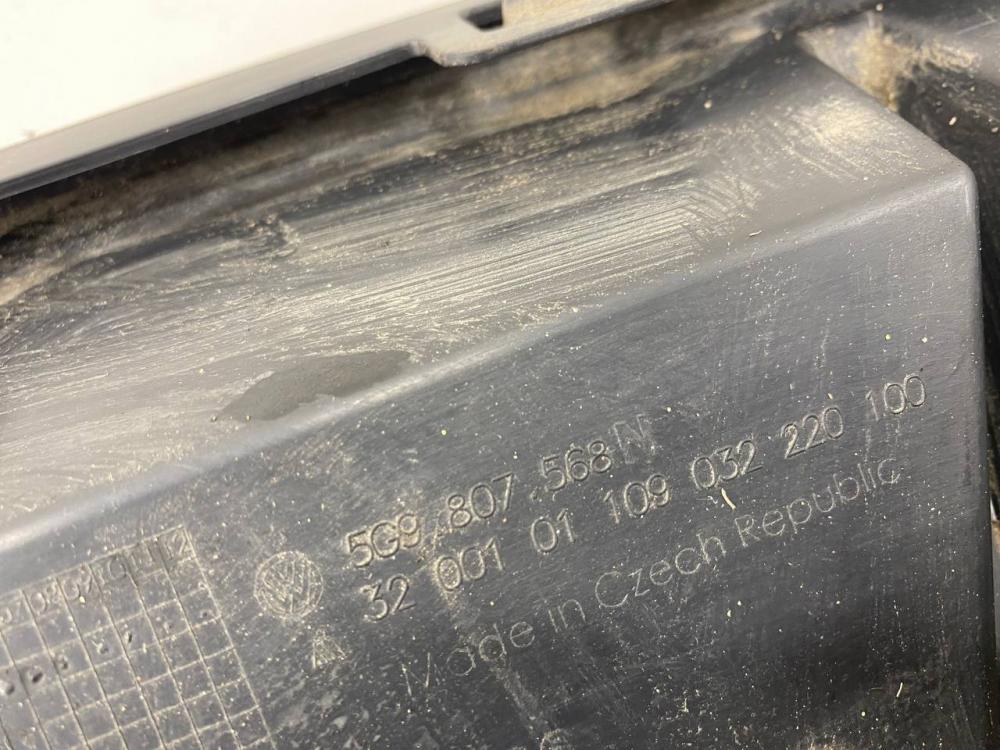 5G9 807 568 N
32 001 01 109 032 220 100
Made in Czech Republic